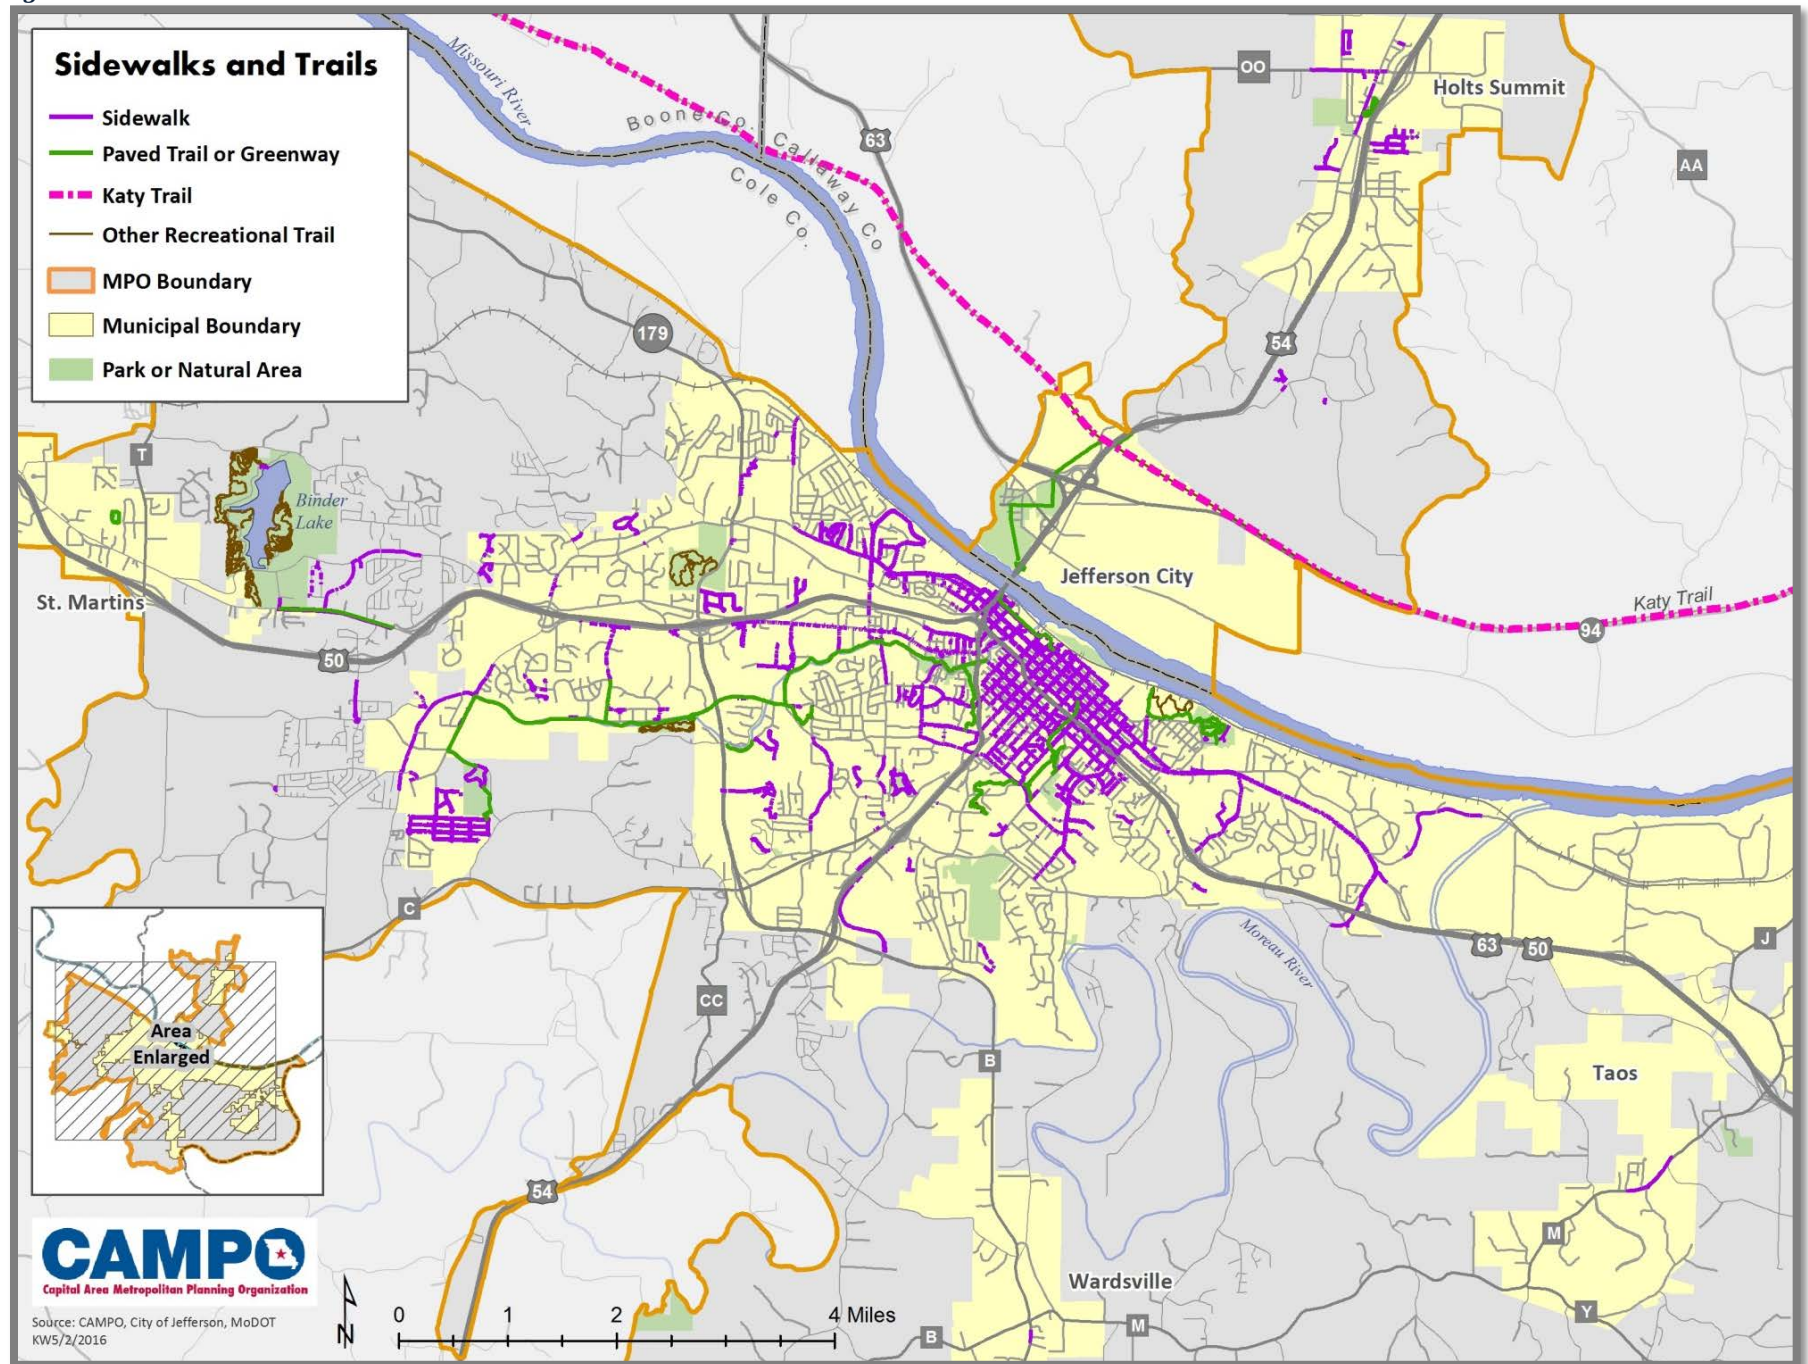 Sidewalks and Trails
Sidewalk
Paved Trail or Greenway
Katy Trail
Other Recreational Trail
MPO Boundary
Municipal Boundary
Park or Natural Area
Missouri River
Boone Co.
Callaway Co
Cole Co.
63
OO
Holts Summit
AA
54
179
T
Binder
Lake
St. Martins
50
Jefferson City
Katy Trail
94
C
CC
Moreau River
63
50
J
B
Taos
Area
Enlarged
54
M
Wardsville
Y
B
M
CAMPO
Capital Area Metropolitan Planning Organization
Source: CAMPO, City of Jefferson, MoDOT
KW5/2/2016
N
0 1 2 4 Miles